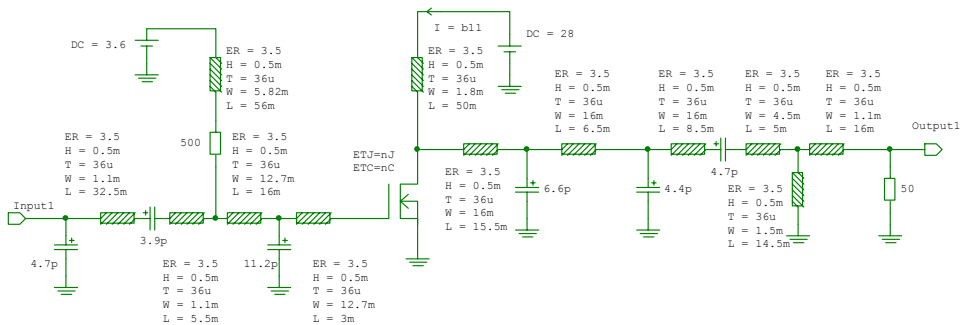 I = b11
DC = 3.6
DC = 28
ER = 3.5
H = 0.5m
T = 36u
W = 5.82m
L = 56m
ER = 3.5
H = 0.5m
T = 36u
W = 1.8m
L = 50m
ER = 3.5
H = 0.5m
T = 36u
W = 16m
L = 6.5m
ER = 3.5
H = 0.5m
T = 36u
W = 16m
L = 8.5m
ER = 3.5
H = 0.5m
T = 36u
W = 4.5m
L = 5m
ER = 3.5
H = 0.5m
T = 36u
W = 1.1m
L = 16m
Output1
500
ETJ=nJ
ETC=nC
ER = 3.5
H = 0.5m
T = 36u
W = 1.1m
L = 32.5m
ER = 3.5
H = 0.5m
T = 36u
W = 12.7m
L = 16m
ER = 3.5
H = 0.5m
T = 36u
W = 16m
L = 15.5m
6.6p
4.4p
4.7p
ER = 3.5
H = 0.5m
T = 36u
W = 1.5m
L = 14.5m
50
Input1
4.7p
3.9p
11.2p
ER = 3.5
H = 0.5m
T = 36u
W = 1.1m
L = 5.5m
ER = 3.5
H = 0.5m
T = 36u
W = 12.7m
L = 3m